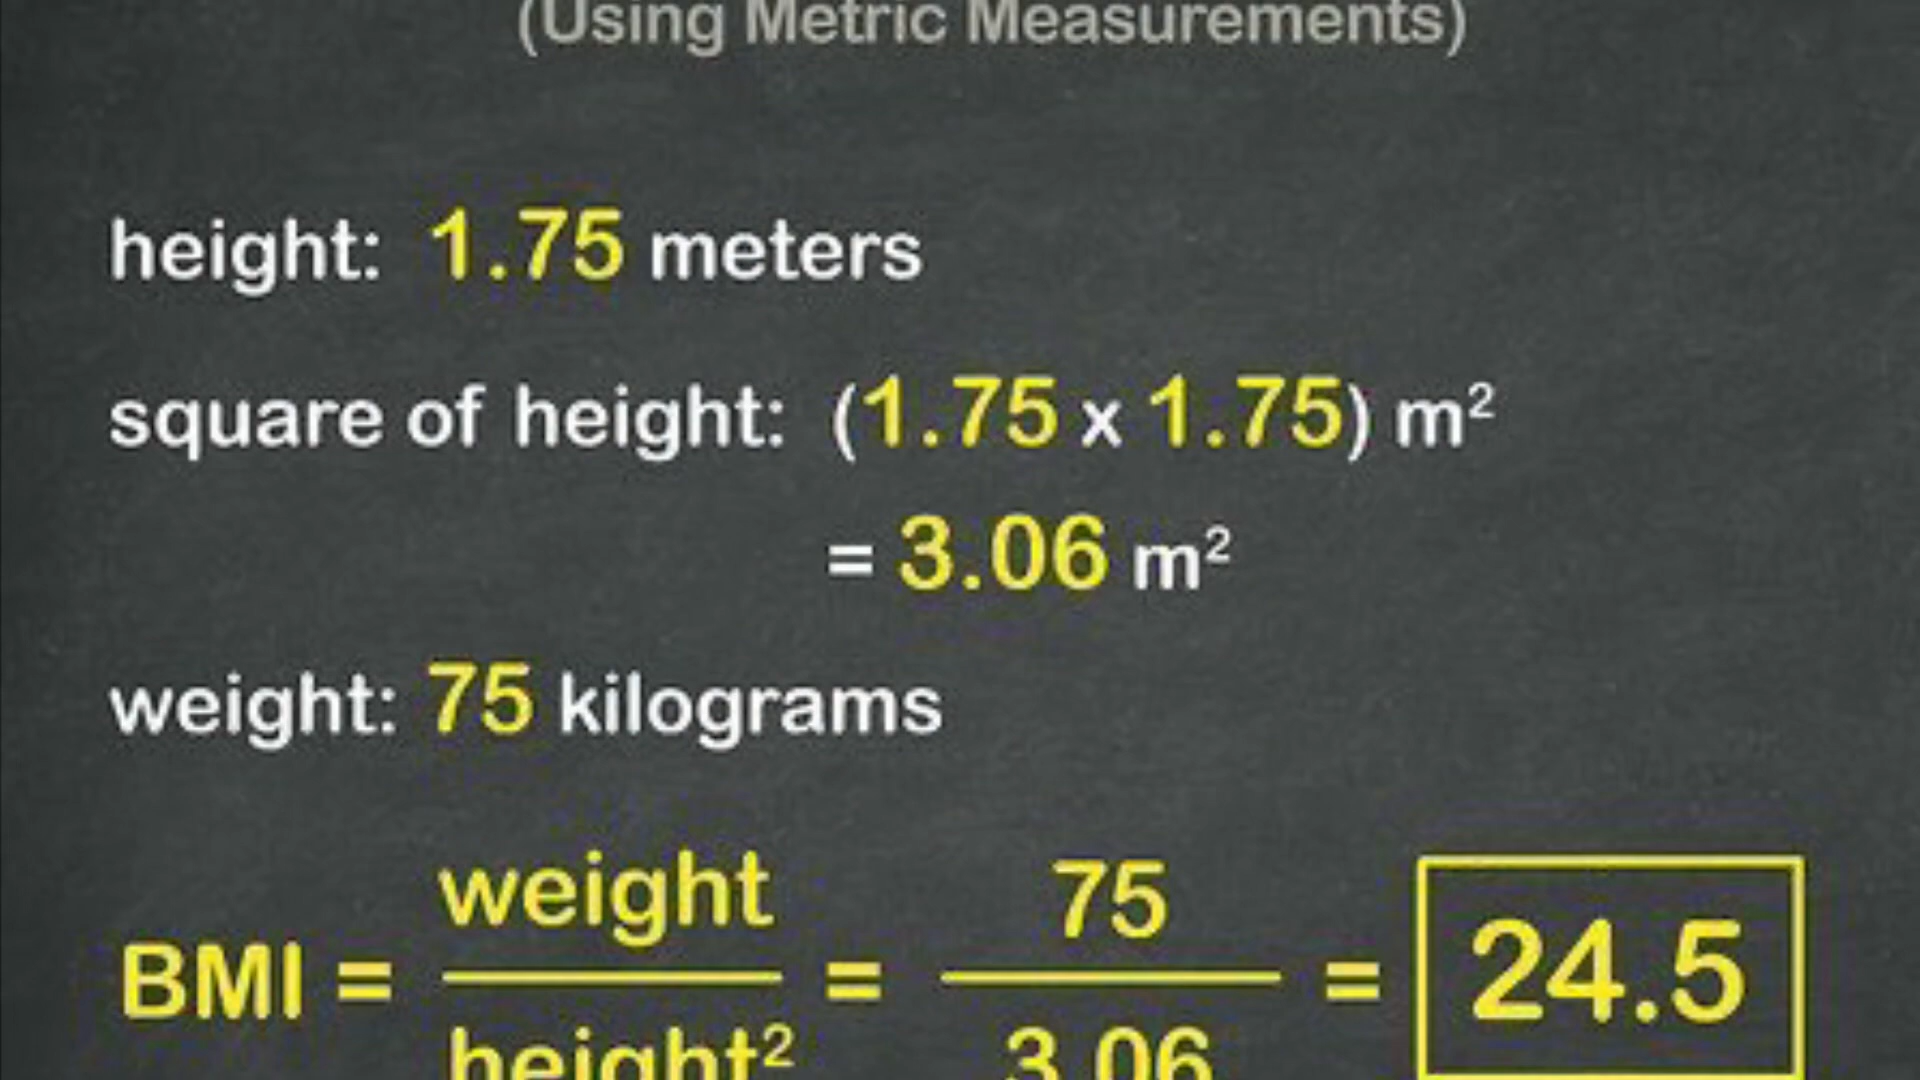 (Using Metric Measurements)
height: 1.75 meters
square of height: (1.75 x 1.75) m²
= 3.06 m²
weight: 75 kilograms
BMI = weight / height² = 75 / 3.06 = 24.5